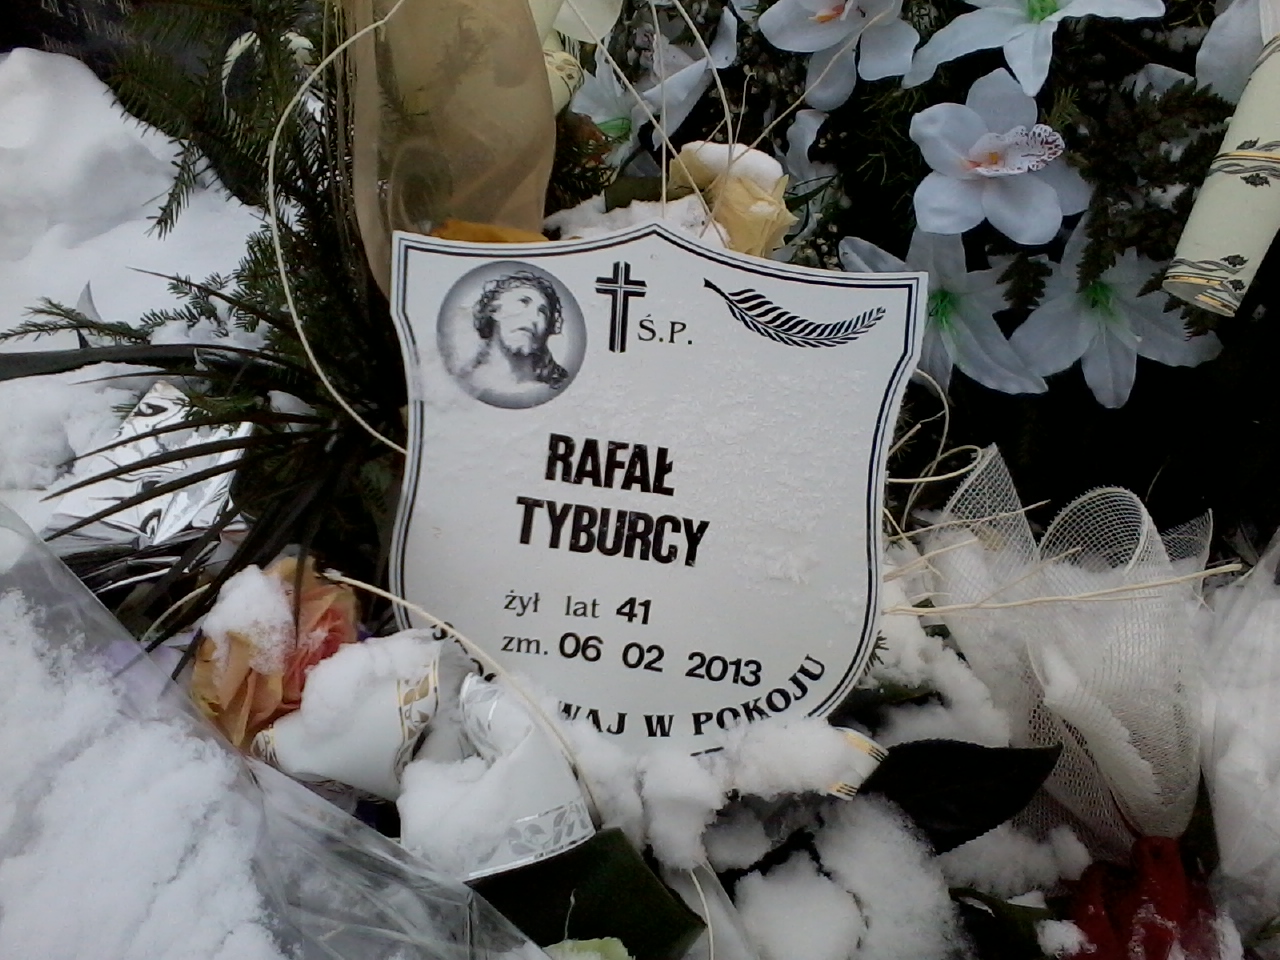 Ś.P.
RAFAŁ
TYBURCY
żył lat 41
zm. 06 02 2013
W POKOJU